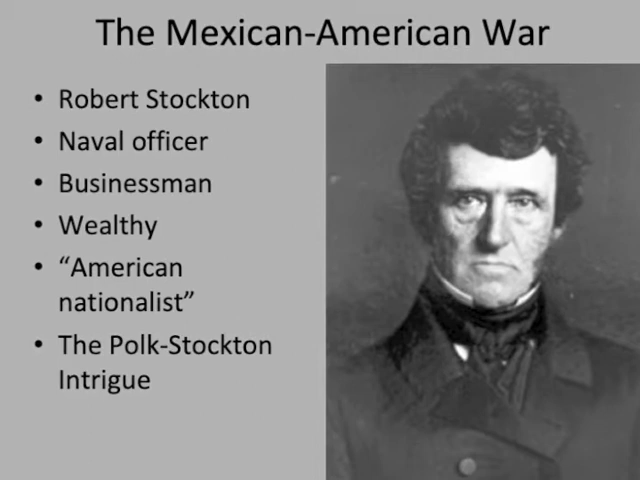 The Mexican-American War
• Robert Stockton
• Naval officer
• Businessman
• Wealthy
• “American
nationalist”
• The Polk-Stockton
Intrigue